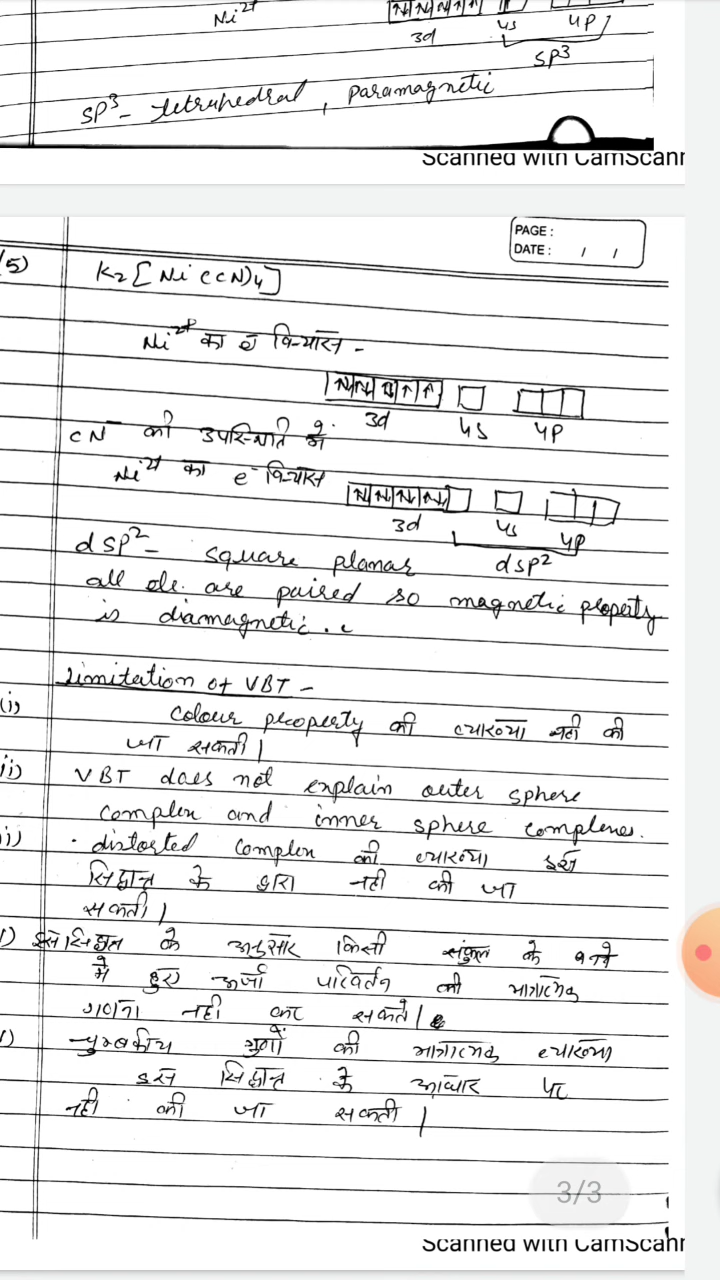 Ni²⁺
3d 4s 4p
sp³
sp³ - tetrahedral, paramagnetic
Scanned with CamScann
PAGE :
DATE : / /
(5) K₂[Ni(CN)₄]
Ni²⁺ का e⁻ विन्यास -
3d 4s 4p
CN⁻ की उपस्थिति में
Ni²⁺ का e⁻ विन्यास
3d 4s 4p
dsp² - square planar dsp²
all ele. are paired so magnetic property
is diamagnetic.
Limitation of VBT -
(i) Colour property की व्याख्या नही की
जा सकती।
ii) VBT does not explain outer sphere
complex and inner sphere complexes.
i) distorted complex की व्याख्या इस
सिद्धान्त के द्वारा नही की जा
सकती।
) इस सिद्धान्त के अनुसार किसी संकुल के बनने
में हुए ऊर्जा परिवर्तन की मात्रात्मक
गणना नही कर सकते।
) चुम्बकीय गुणों की मात्रात्मक व्याख्या
इस सिद्धान्त के आधार पर
नही की जा सकती।
3/3
Scanned with CamScann